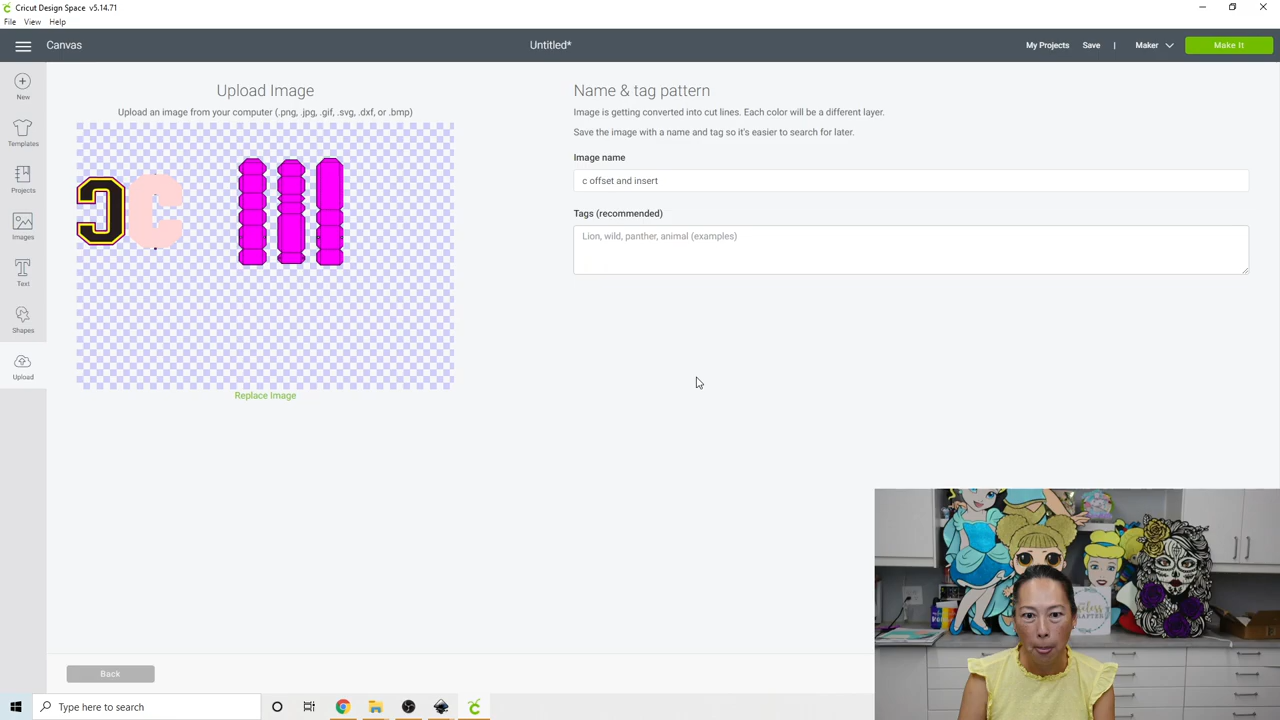 Cricut Design Space v5.14.71
File View Help
Canvas
Untitled*
My Projects Save | Maker Make It
New
Templates
Projects
Images
Text
Shapes
Upload
Upload Image
Upload an image from your computer (.png, .jpg, .gif, .svg, .dxf, or .bmp)
Replace Image
Name & tag pattern
Image is getting converted into cut lines. Each color will be a different layer.
Save the image with a name and tag so it's easier to search for later.
Image name
c offset and insert
Tags (recommended)
Lion, wild, panther, animal (examples)
Back
Type here to search